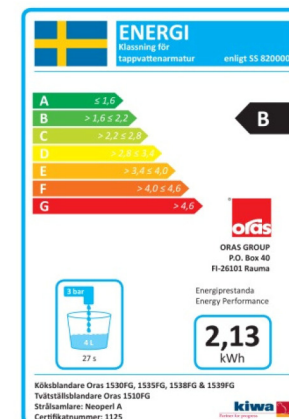 ENERGI
Klassning för
tappvattenarmatur
enligt SS 820000
A ≤ 1,6
B > 1,6 ≤ 2,2
C > 2,2 ≤ 2,8
D > 2,8 ≤ 3,4
E > 3,4 ≤ 4,0
F > 4,0 ≤ 4,6
G > 4,6
B
oras
ORAS GROUP
P.O. Box 40
FI-26101 Rauma
3 bar
4 L
27 s
Energiprestanda
Energy Performance
2,13
kWh
Köksblandare Oras 1530FG, 1535FG, 1538FG & 1539FG
Tvättställsblandare Oras 1510FG
Strålsamlare: Neoperl A
Certifikatnummer: 1125
kiwa
Partner for progress